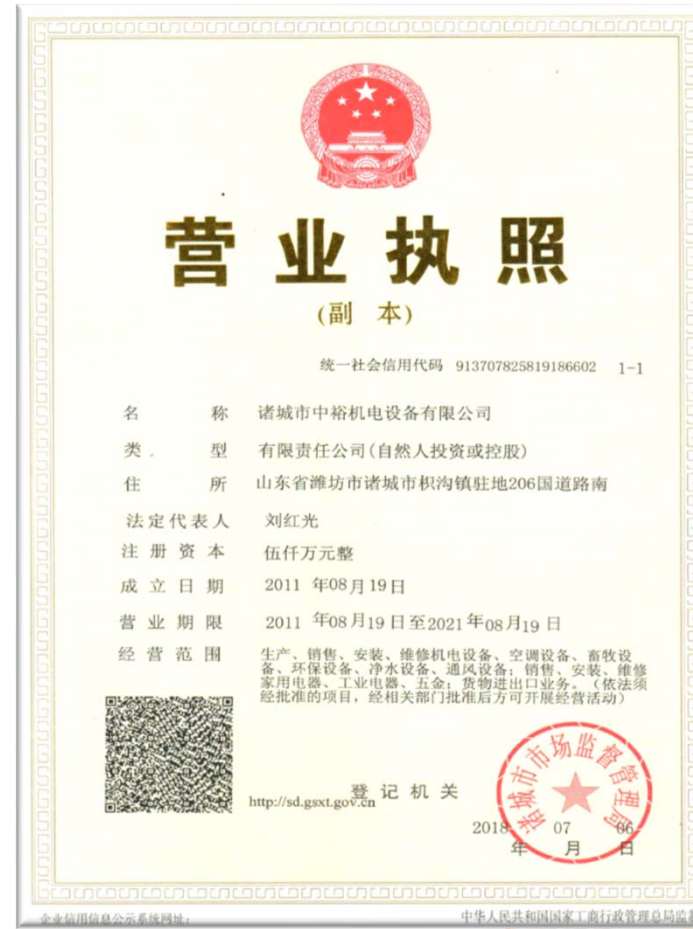 营业执照
(副 本)
统一社会信用代码 913707825819186602 1-1
名 称 诸城市中裕机电设备有限公司
类 型 有限责任公司(自然人投资或控股)
住 所 山东省潍坊市诸城市枳沟镇驻地206国道路南
法定代表人 刘红光
注册资本 伍仟万元整
成立日期 2011 年08月19日
营业期限 2011 年08月19日至2021年08月19日
经营范围 生产、销售、安装、维修机电设备、空调设备、畜牧设
备、环保设备、净水设备、通风设备;销售、安装、维修
家用电器、工业电器、五金;货物进出口业务。(依法须
经批准的项目,经相关部门批准后方可开展经营活动)
登记机关
http://sd.gsxt.gov.cn
诸城市市场监督管理局
2018 07 06
年 月 日
企业信用信息公示系统网址:
中华人民共和国国家工商行政管理总局监制